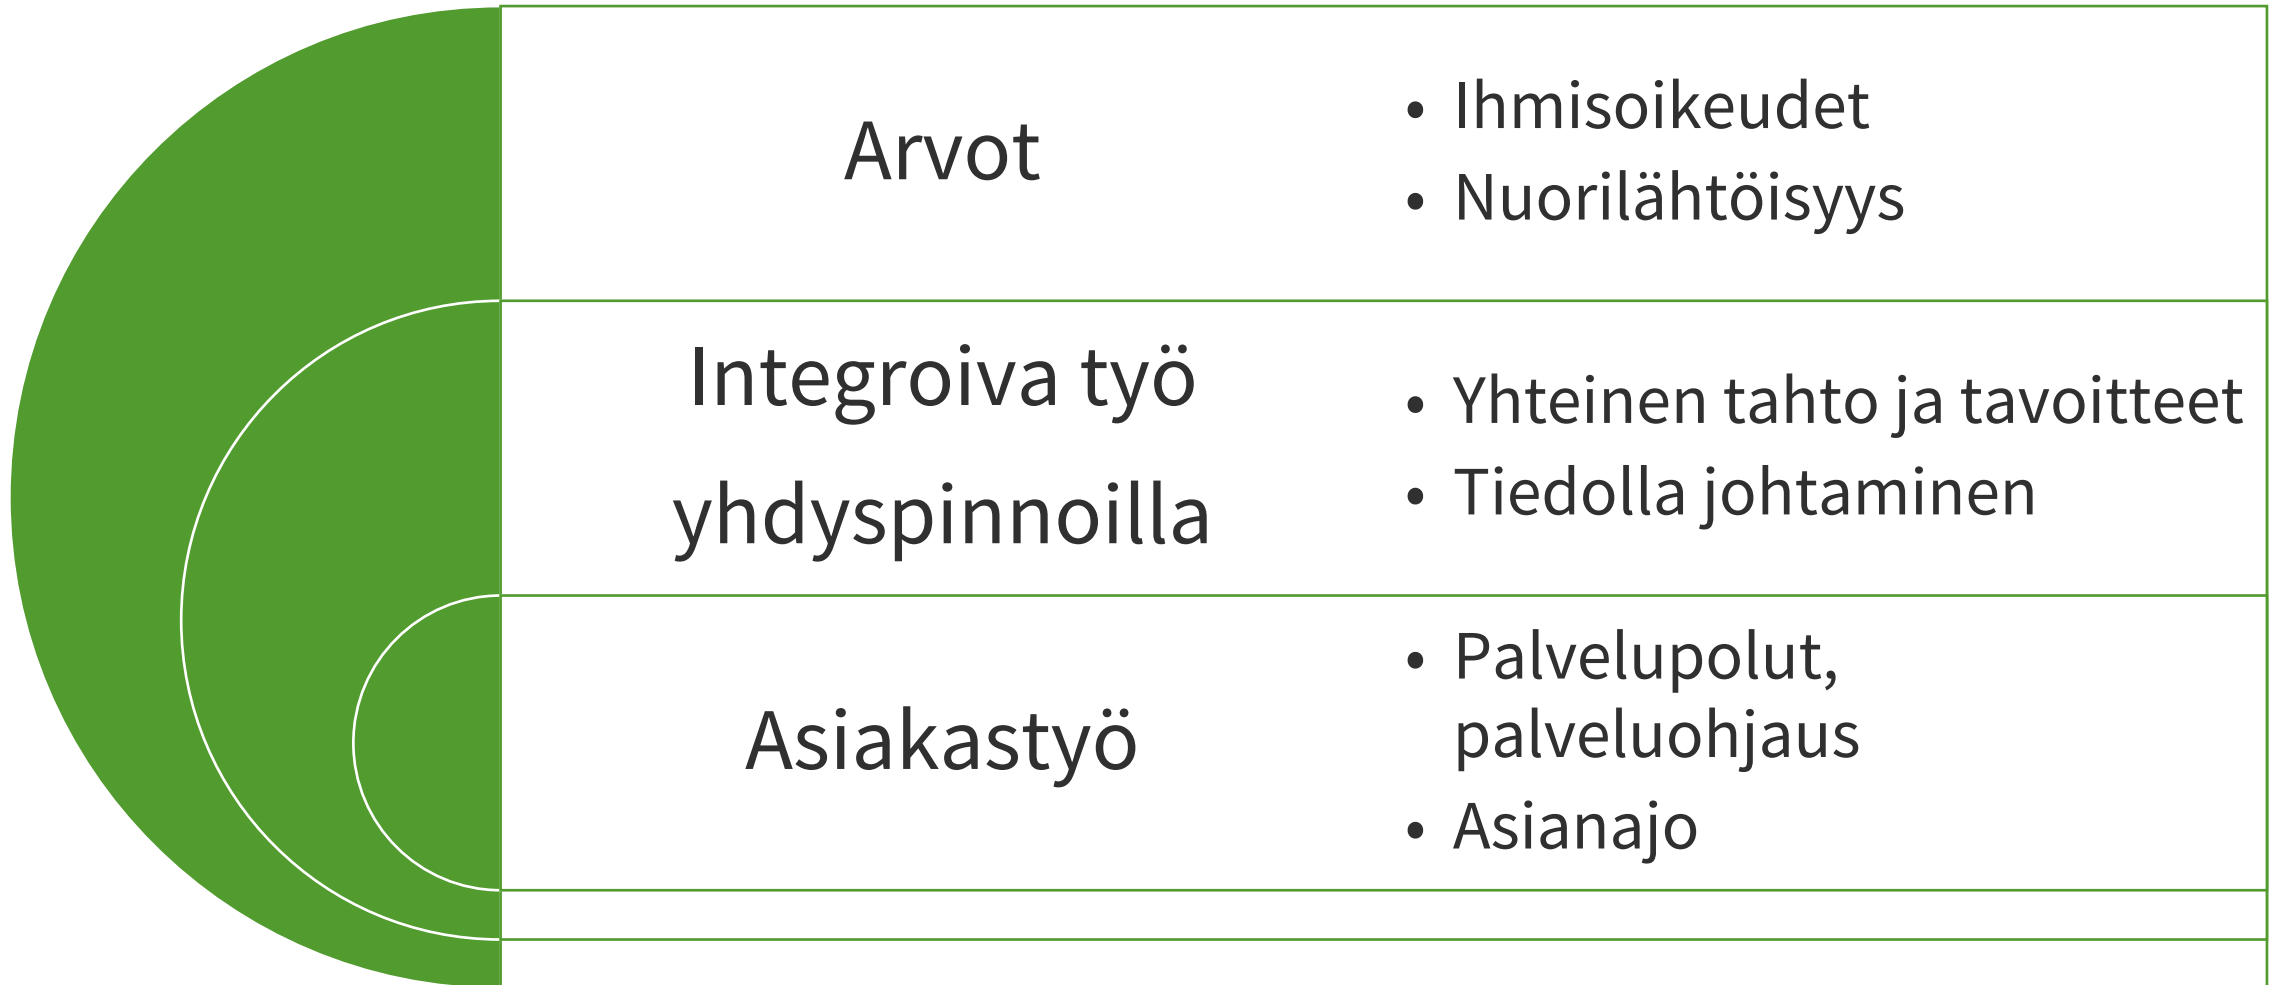 Arvot
• Ihmisoikeudet
• Nuorilähtöisyys
Integroiva työ
yhdyspinnoilla
• Yhteinen tahto ja tavoitteet
• Tiedolla johtaminen
Asiakastyö
• Palvelupolut,
palveluohjaus
• Asianajo